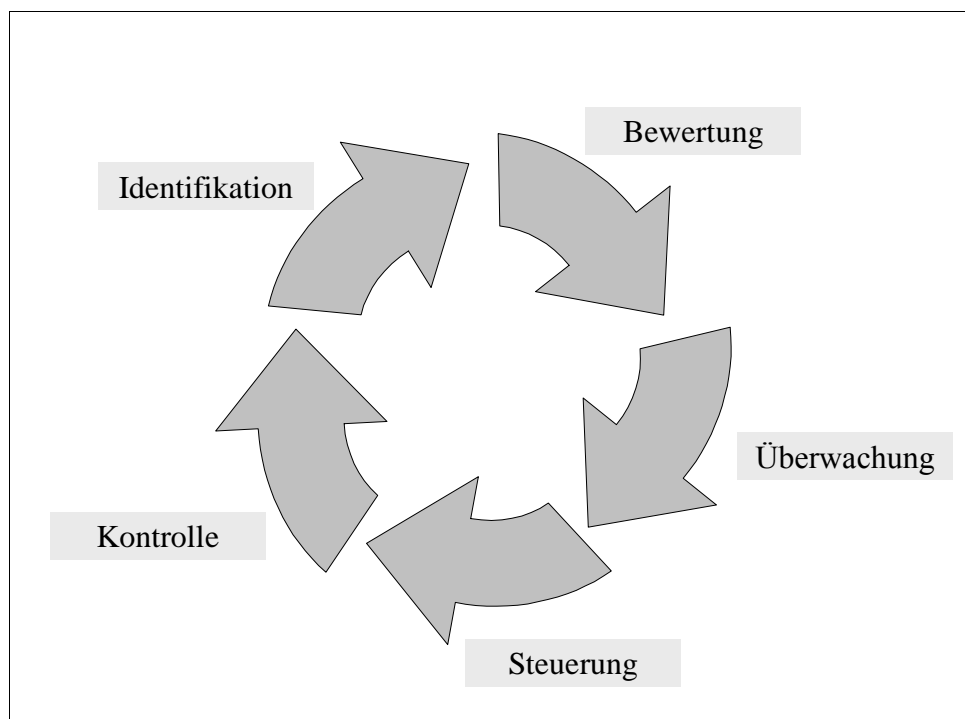 Identifikation
Bewertung
Überwachung
Steuerung
Kontrolle